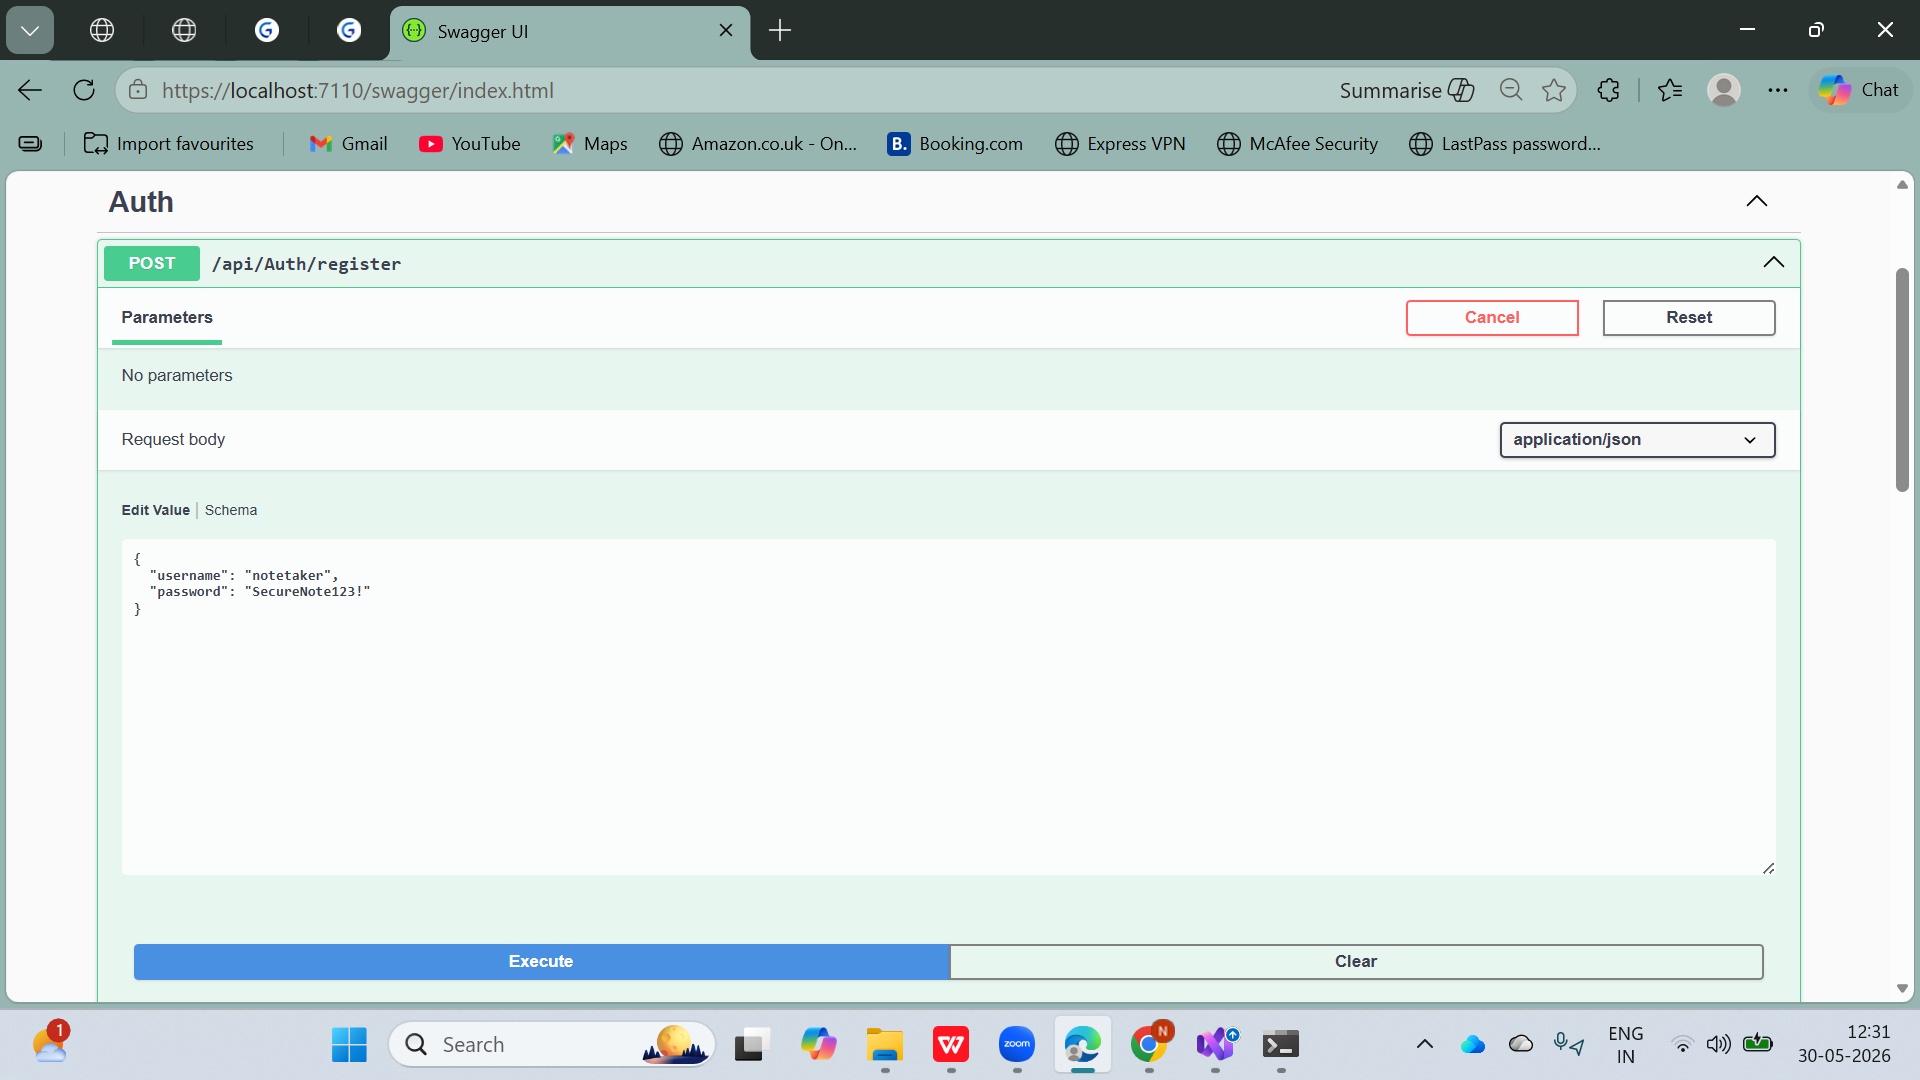 Swagger UI
https://localhost:7110/swagger/index.html
Summarise
Chat
Import favourites
Gmail
YouTube
Maps
Amazon.co.uk - On...
B.
Booking.com
Express VPN
McAfee Security
LastPass password...
Auth
POST
/api/Auth/register
Parameters
Cancel
Reset
No parameters
Request body
application/json
Edit Value | Schema
{
"username": "notetaker",
"password": "SecureNote123!"
}
Execute
Clear
1
Search
W
zoom
N
ENG
IN
12:31
30-05-2026